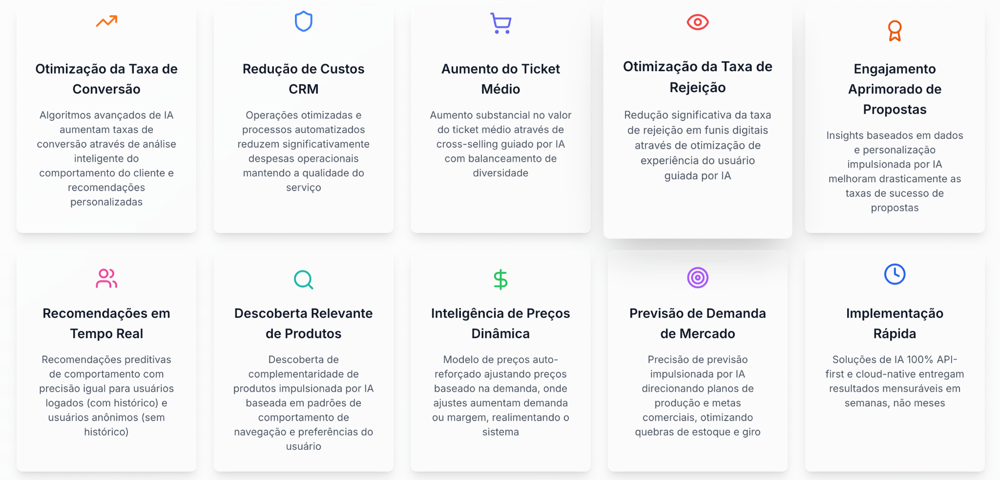 Otimização da Taxa de
Conversão
Algoritmos avançados de IA
aumentam taxas de
conversão através de análise
inteligente do
comportamento do cliente e
recomendações
personalizadas
Redução de Custos
CRM
Operações otimizadas e
processos automatizados
reduzem significativamente
despesas operacionais
mantendo a qualidade do
serviço
Aumento do Ticket
Médio
Aumento substancial no valor
do ticket médio através de
cross-selling guiado por IA
com balanceamento de
diversidade
Otimização da Taxa de
Rejeição
Redução significativa da taxa
de rejeição em funis digitais
através de otimização de
experiência do usuário
guiada por IA
Engajamento
Aprimorado de
Propostas
Insights baseados em dados
e personalização
impulsionada por IA
melhoram drasticamente as
taxas de sucesso de
propostas
Recomendações em
Tempo Real
Recomendações preditivas
de comportamento com
precisão igual para usuários
logados (com histórico) e
usuários anônimos (sem
histórico)
Descoberta Relevante
de Produtos
Descoberta de
complementaridade de
produtos impulsionada por IA
baseada em padrões de
comportamento de
navegação e preferências do
usuário
Inteligência de Preços
Dinâmica
Modelo de preços auto-
reforçado ajustando preços
baseado na demanda, onde
ajustes aumentam demanda
ou margem, realimentando o
sistema
Previsão de Demanda
de Mercado
Precisão de previsão
impulsionada por IA
direcionando planos de
produção e metas
comerciais, otimizando
quebras de estoque e giro
Implementação
Rápida
Soluções de IA 100% API-
first e cloud-native entregam
resultados mensuráveis em
semanas, não meses